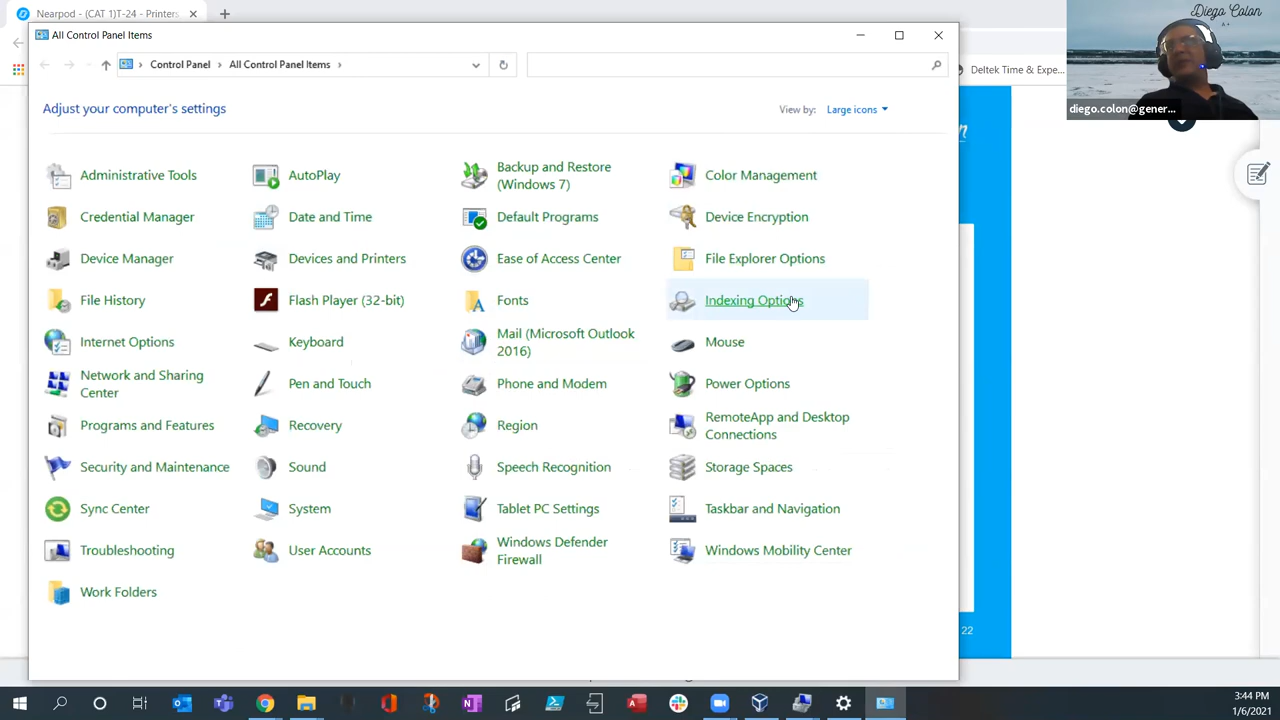 Nearpod - (CAT 1)T-24 - Printers
All Control Panel Items
Control Panel
All Control Panel Items
Adjust your computer's settings
View by:
Large icons
Administrative Tools
AutoPlay
Backup and Restore
(Windows 7)
Color Management
Credential Manager
Date and Time
Default Programs
Device Encryption
Device Manager
Devices and Printers
Ease of Access Center
File Explorer Options
File History
Flash Player (32-bit)
Fonts
Indexing Options
Internet Options
Keyboard
Mail (Microsoft Outlook
2016)
Mouse
Network and Sharing
Center
Pen and Touch
Phone and Modem
Power Options
Programs and Features
Recovery
Region
RemoteApp and Desktop
Connections
Security and Maintenance
Sound
Speech Recognition
Storage Spaces
Sync Center
System
Tablet PC Settings
Taskbar and Navigation
Troubleshooting
User Accounts
Windows Defender
Firewall
Windows Mobility Center
Work Folders
Deltek Time & Expe...
Diego Colon
A+
diego.colon@gener...
22
3:44 PM
1/6/2021